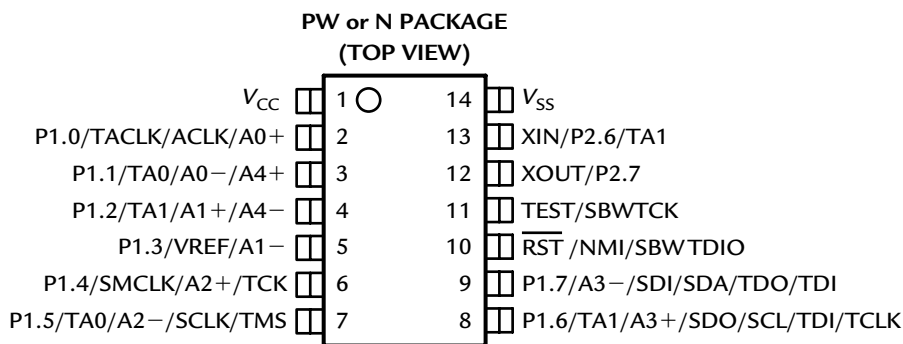 PW or N PACKAGE
(TOP VIEW)
VCC 1 14 VSS
P1.0/TACLK/ACLK/A0+ 2 13 XIN/P2.6/TA1
P1.1/TA0/A0−/A4+ 3 12 XOUT/P2.7
P1.2/TA1/A1+/A4− 4 11 TEST/SBWTCK
P1.3/VREF/A1− 5 10 RST /NMI/SBWTDIO
P1.4/SMCLK/A2+/TCK 6 9 P1.7/A3−/SDI/SDA/TDO/TDI
P1.5/TA0/A2−/SCLK/TMS 7 8 P1.6/TA1/A3+/SDO/SCL/TDI/TCLK